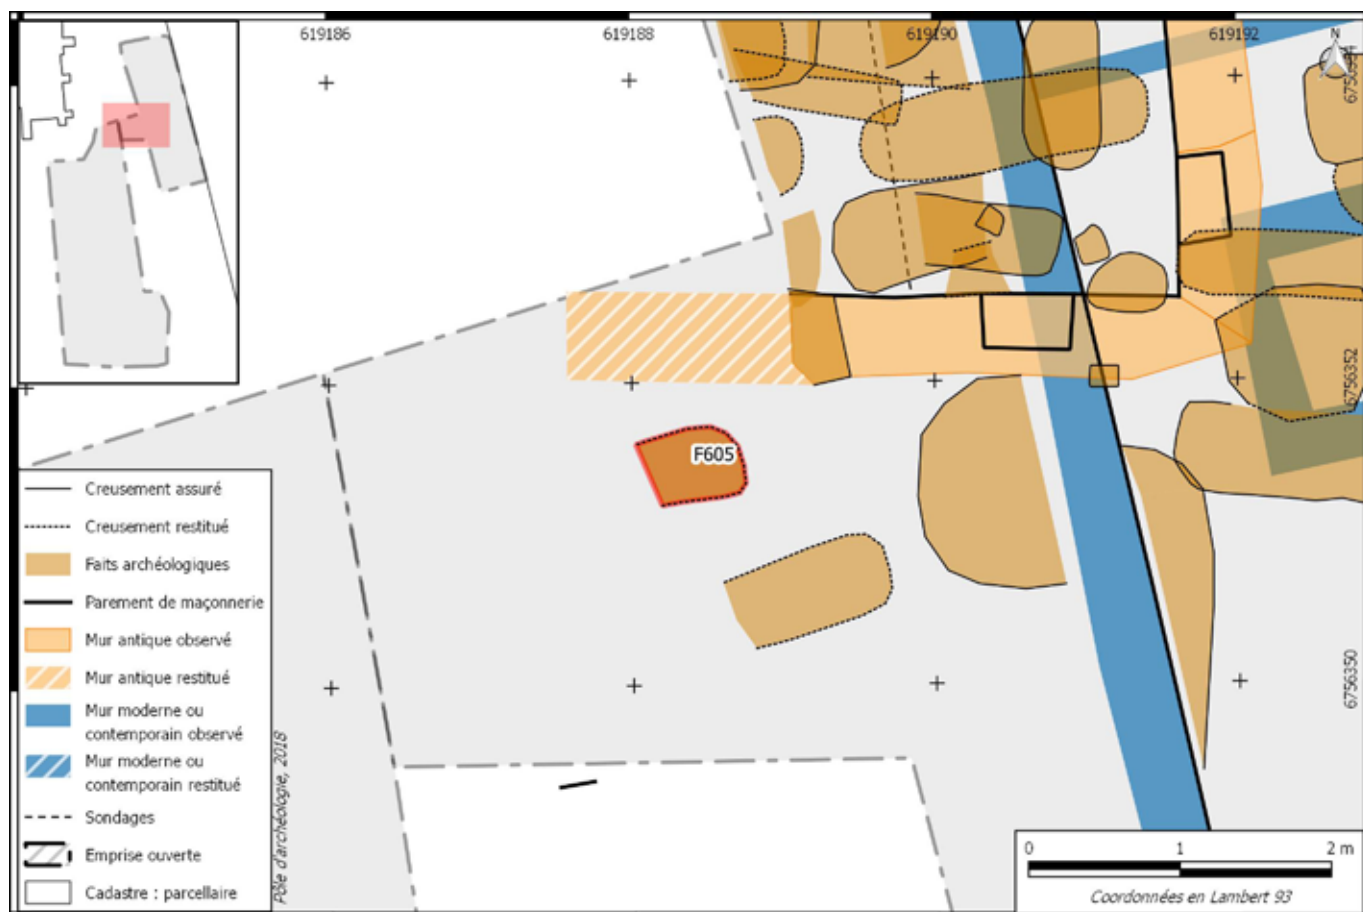 619186
619188
619190
619192
N
6756352
6756350
F605
Creusement assuré
Creusement restitué
Faits archéologiques
Parement de maçonnerie
Mur antique observé
Mur antique restitué
Mur moderne ou
contemporain observé
Mur moderne ou
contemporain restitué
Sondages
Emprise ouverte
Cadastre : parcellaire
Pôle d'archéologie, 2018
0 1 2 m
Coordonnées en Lambert 93